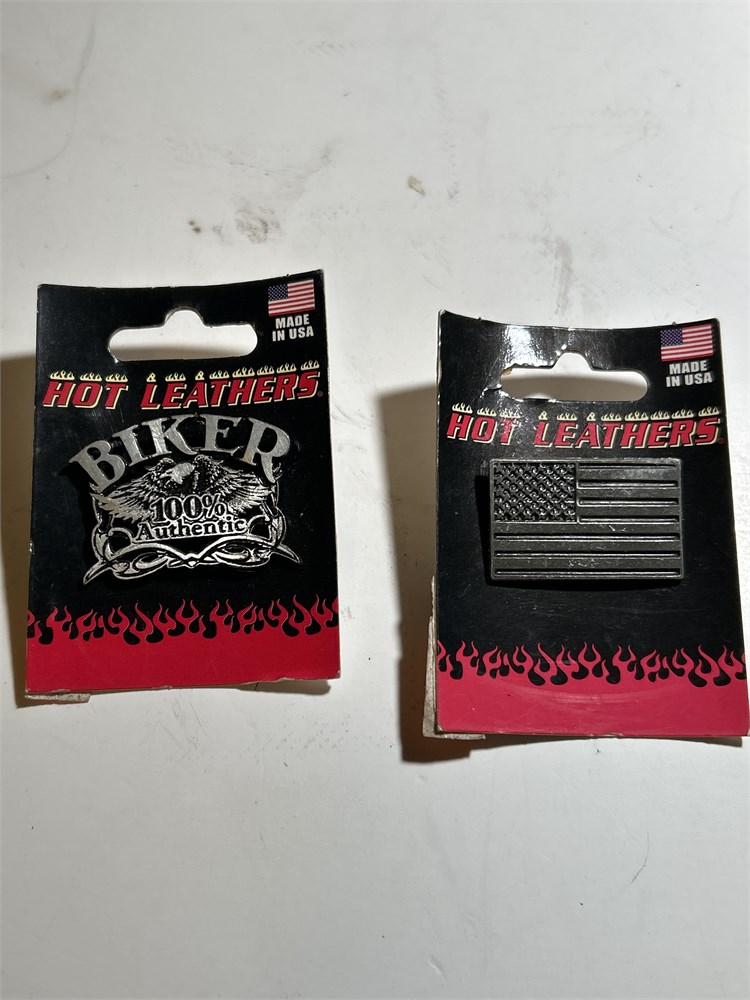 MADE
IN USA
HOT LEATHERS
BIKER
100%
Authentic
MADE
IN USA
HOT LEATHERS